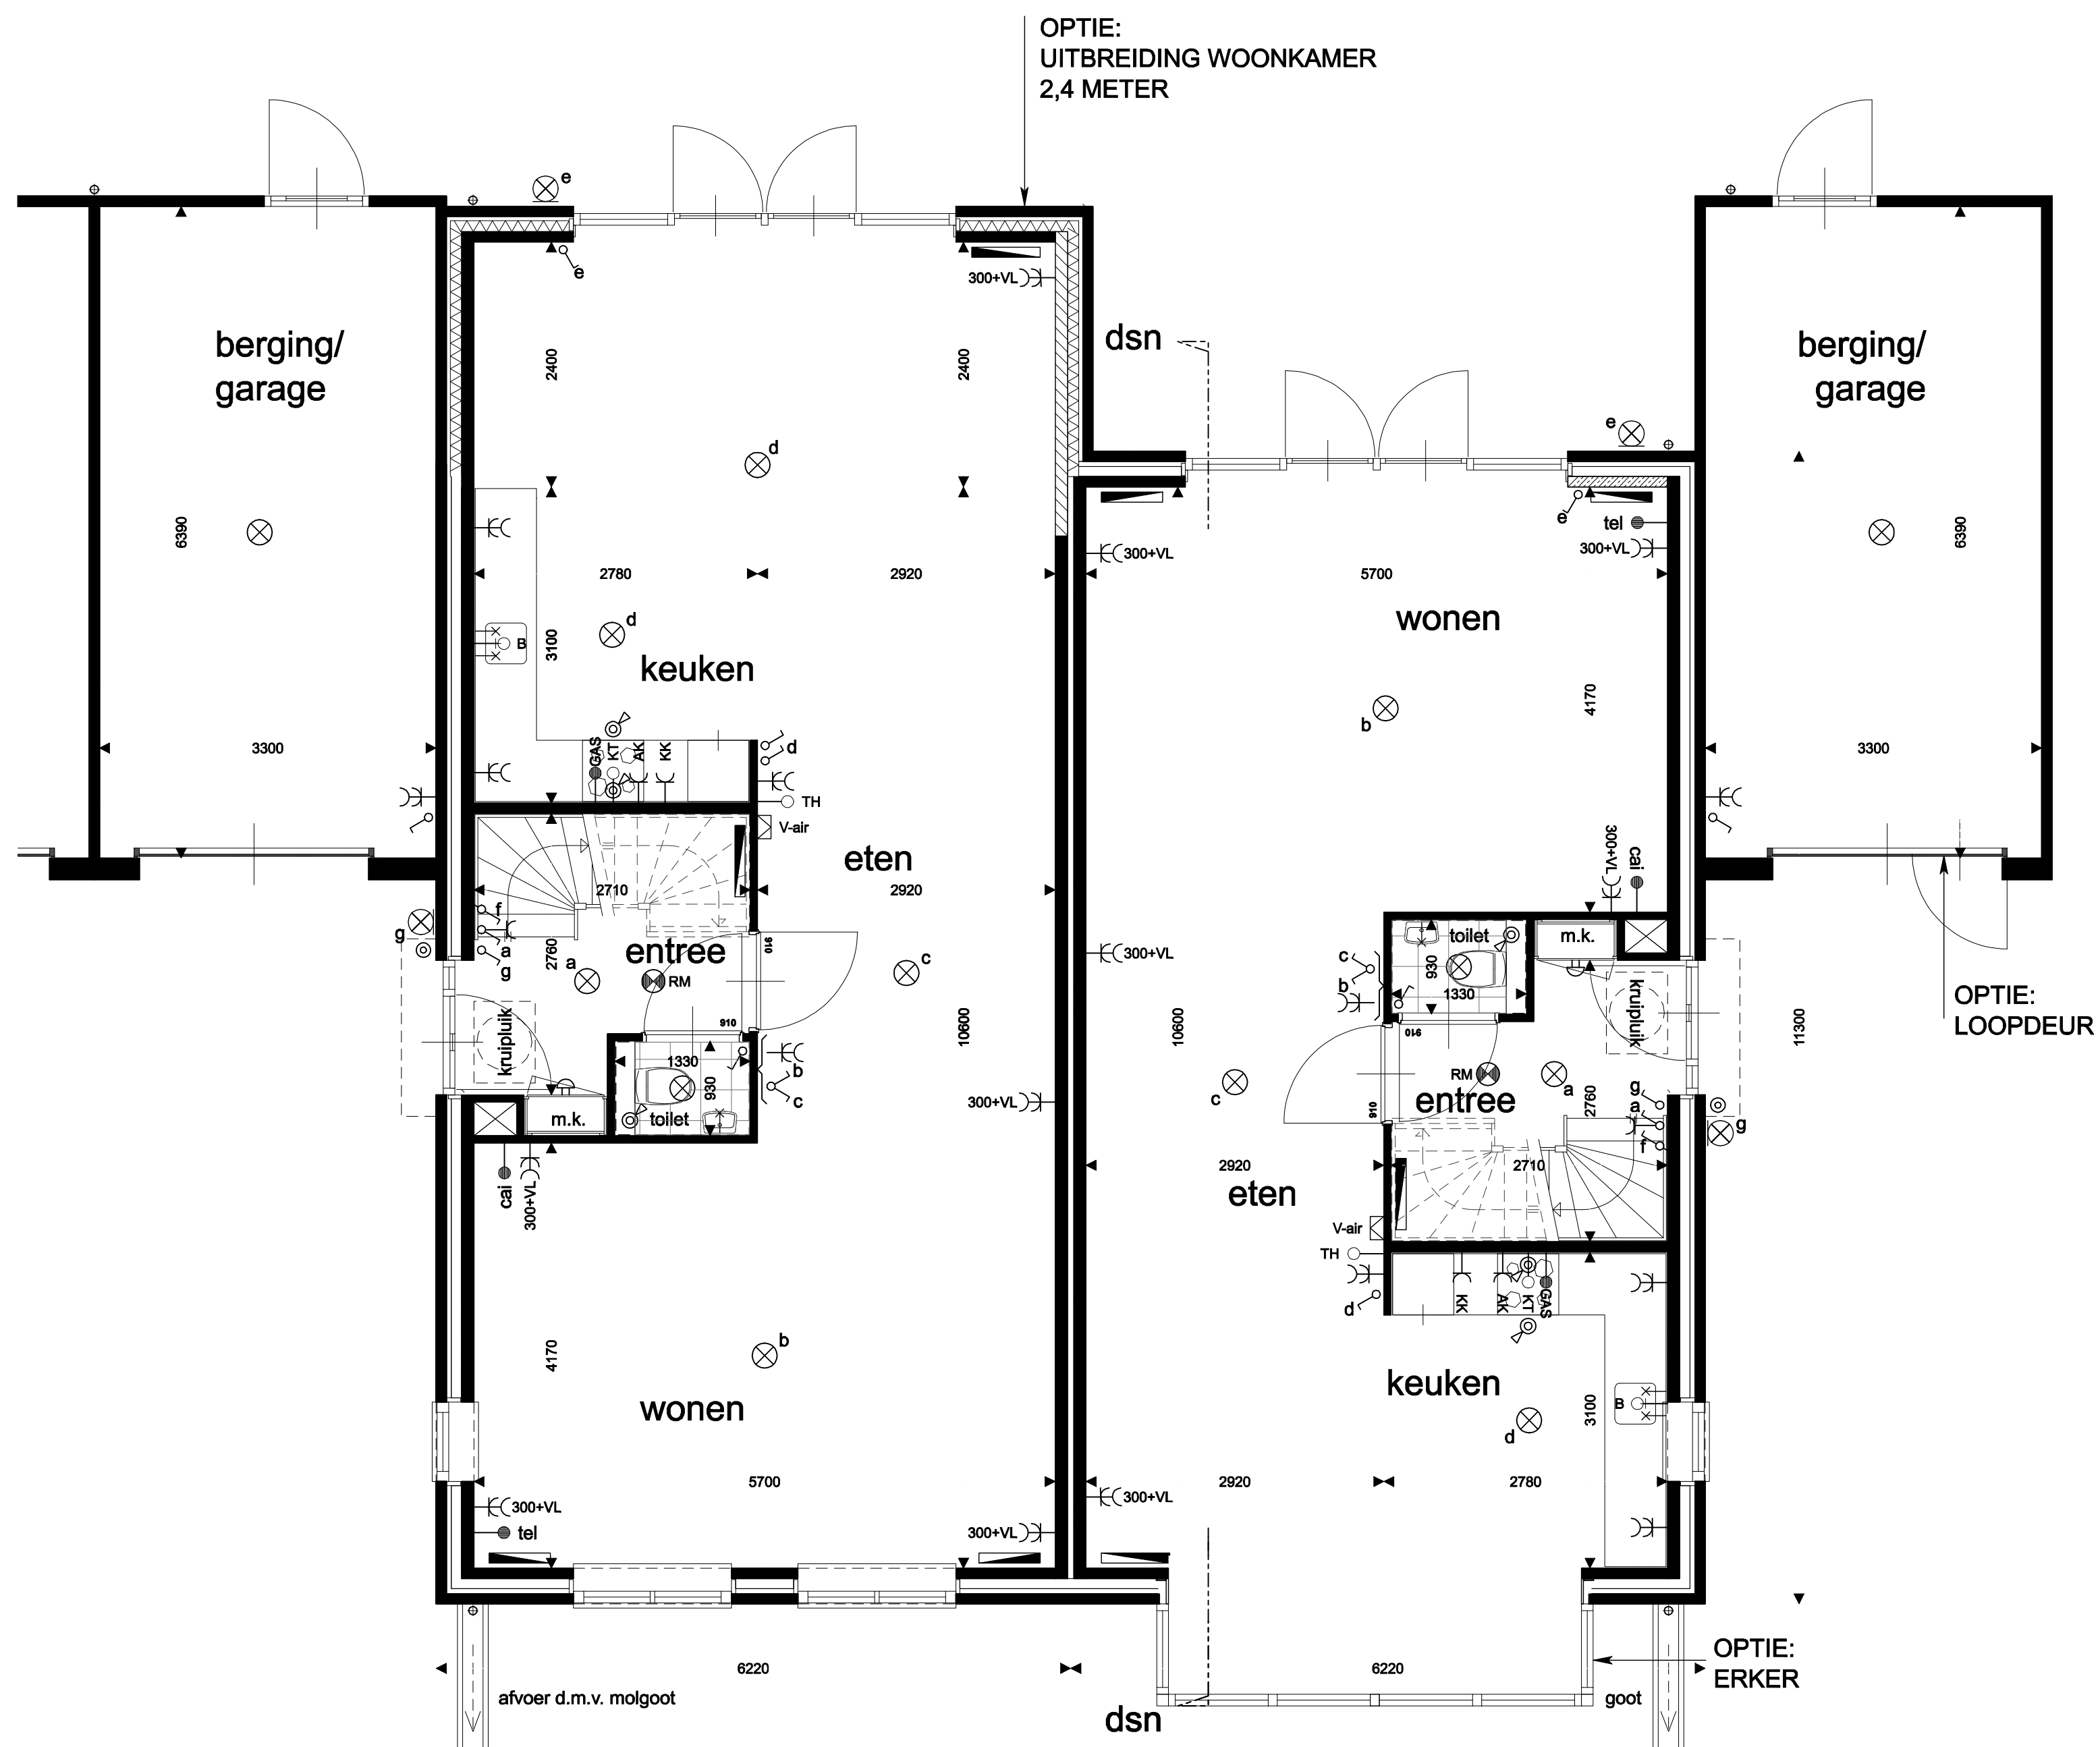 OPTIE:
UITBREIDING WOONKAMER
2,4 METER
e
e
e
300+VL
berging/
garage
2400
2400
dsn
berging/
garage
d
e
6390
e
tel
300+VL
300+VL
6390
2780
2920
5700
d
wonen
B
3100
keuken
4170
b
3300
GAS
KT
AK
KK
d
3300
TH
V-air
300+VL
cai
eten
2710
2920
f
g
a
g
2760
entree
910
a
RM
c
300+VL
toilet
m.k.
c
b
930
1330
kruipluik
OPTIE:
LOOPDEUR
910
10600
10600
910
11300
kruipluik
1330
930
b
c
300+VL
m.k.
toilet
c
910
RM
a
entree
2760
g
a
f
g
cai
300+VL
2920
2710
eten
V-air
TH
d
KK
AK
KT
GAS
4170
b
wonen
keuken
3100
B
d
5700
2920
2780
300+VL
tel
300+VL
300+VL
OPTIE:
ERKER
6220
6220
afvoer d.m.v. molgoot
goot
dsn